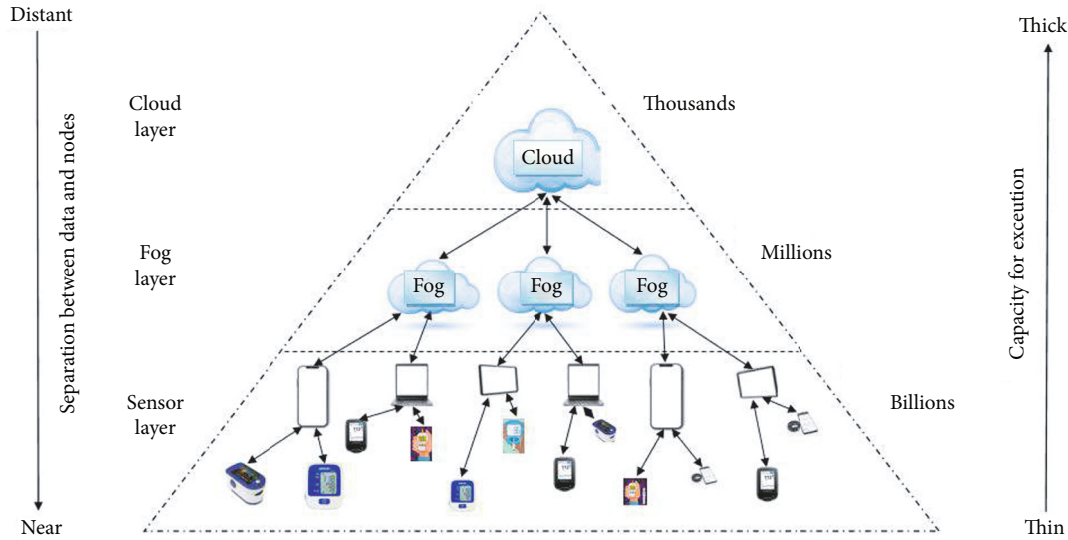 Distant
Thick
Cloud
layer
Thousands
Cloud
Separation between data and nodes
Capacity for exceution
Fog
layer
Millions
Fog
Fog
Fog
Sensor
layer
Billions
Near
Thin